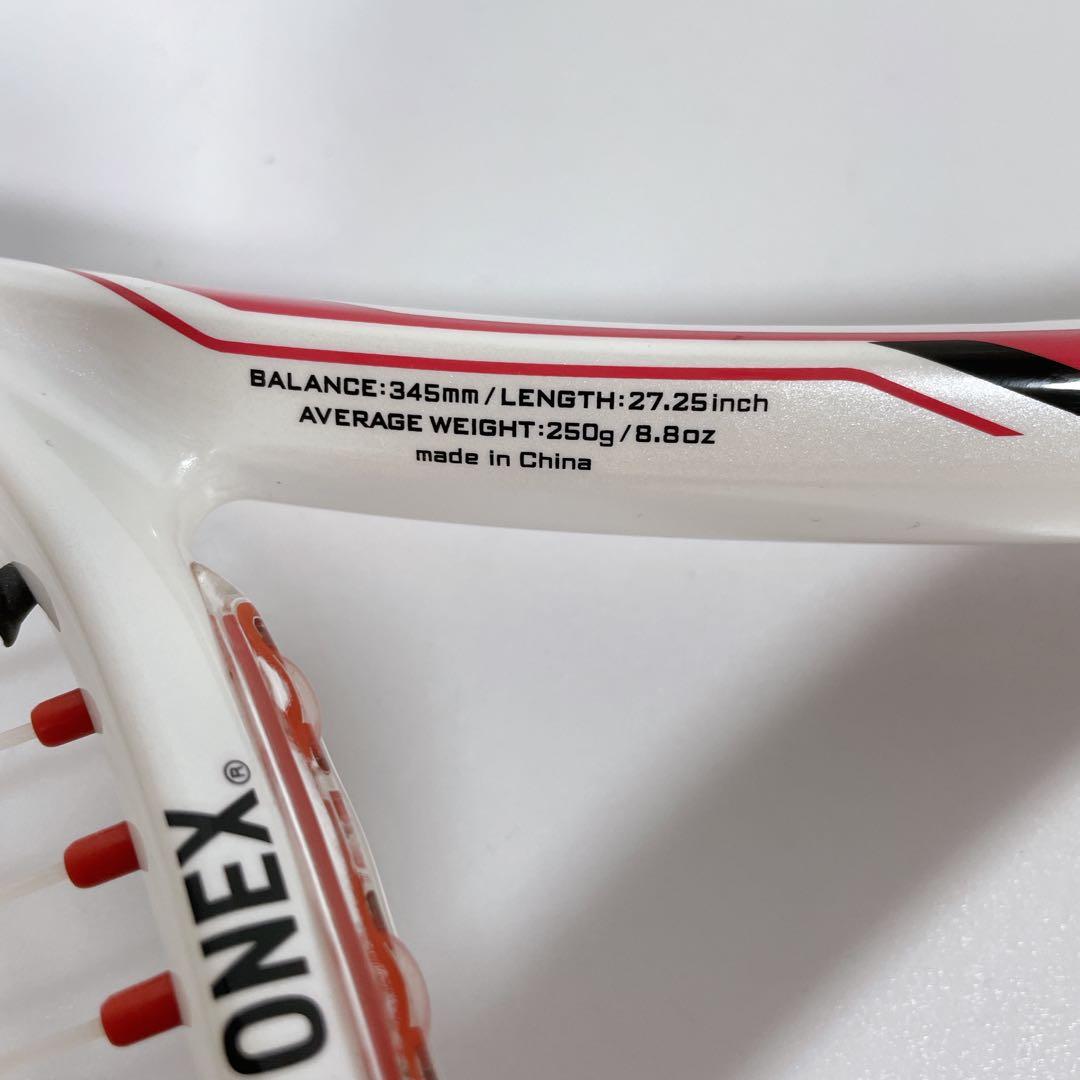 BALANCE:345mm/LENGTH:27.25inch
AVERAGE WEIGHT:250g/8.8oz
made in China
ONEX®